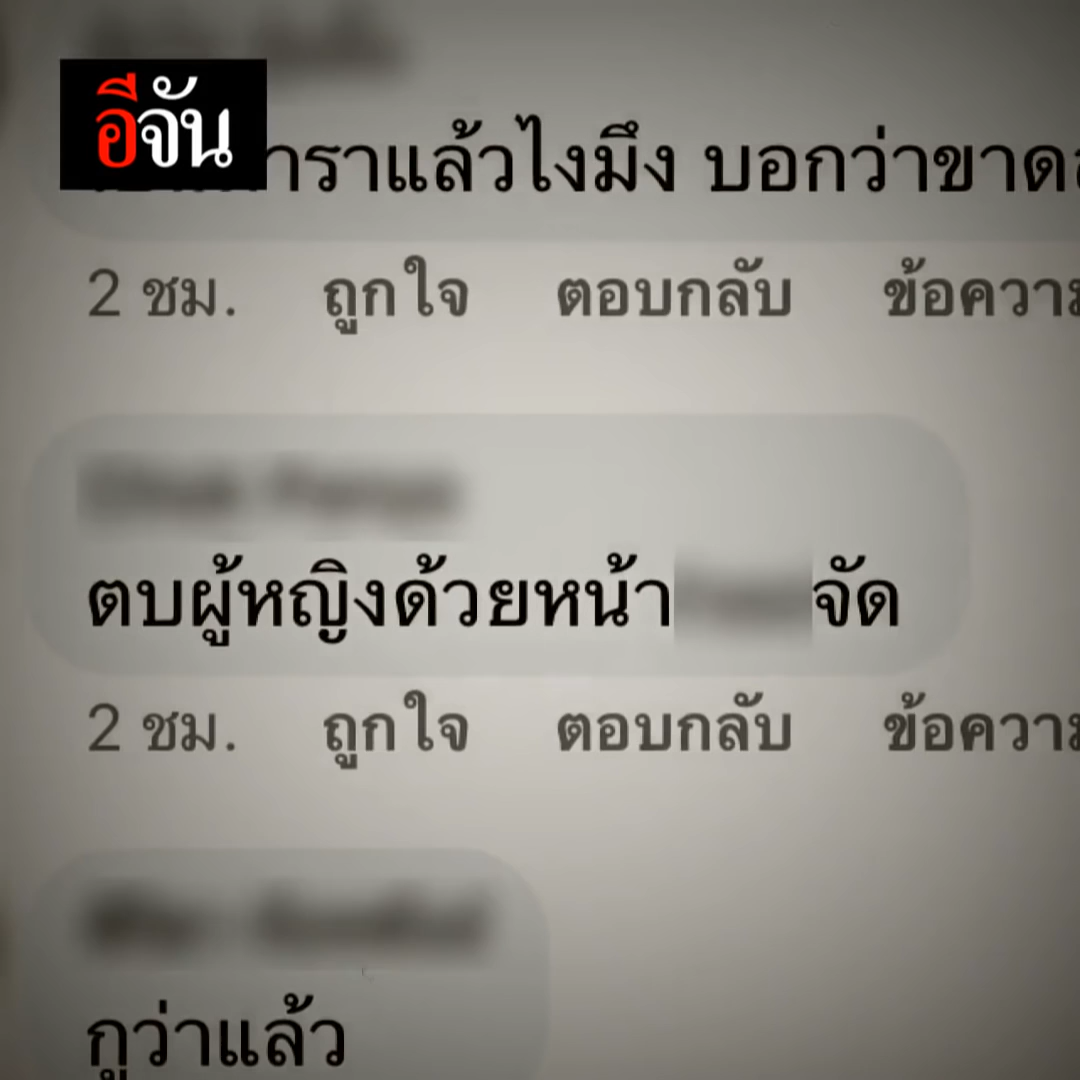 อีจัน
าราแล้วไงมึง บอกว่าขาด
2 ชม. ถูกใจ ตอบกลับ ข้อความ
ตบผู้หญิงด้วยหน้า จัด
2 ชม. ถูกใจ ตอบกลับ ข้อความ
กูว่าแล้ว